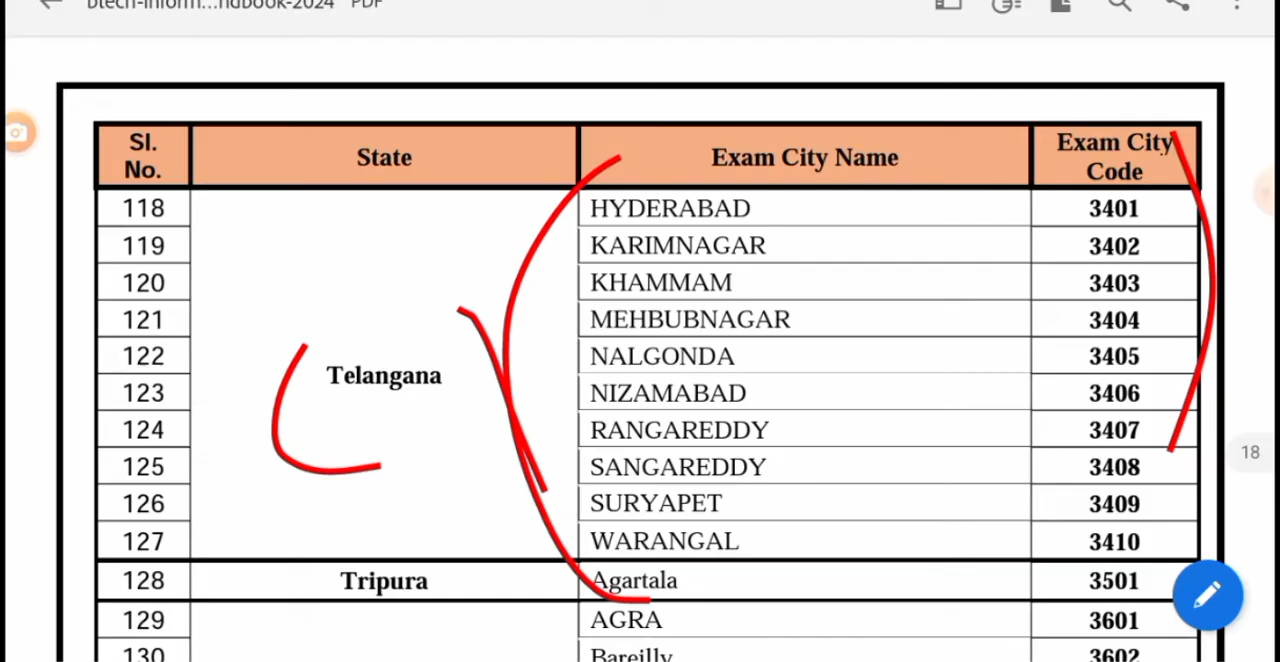 btech-inform...ndbook-2024 PDF
Sl. No. State Exam City Name Exam City Code
118 HYDERABAD 3401
119 KARIMNAGAR 3402
120 KHAMMAM 3403
121 MEHBUBNAGAR 3404
122 NALGONDA 3405
Telangana
123 NIZAMABAD 3406
124 RANGAREDDY 3407
125 SANGAREDDY 3408
126 SURYAPET 3409
127 WARANGAL 3410
128 Tripura Agartala 3501
129 AGRA 3601
130 Bareilly 3602
18